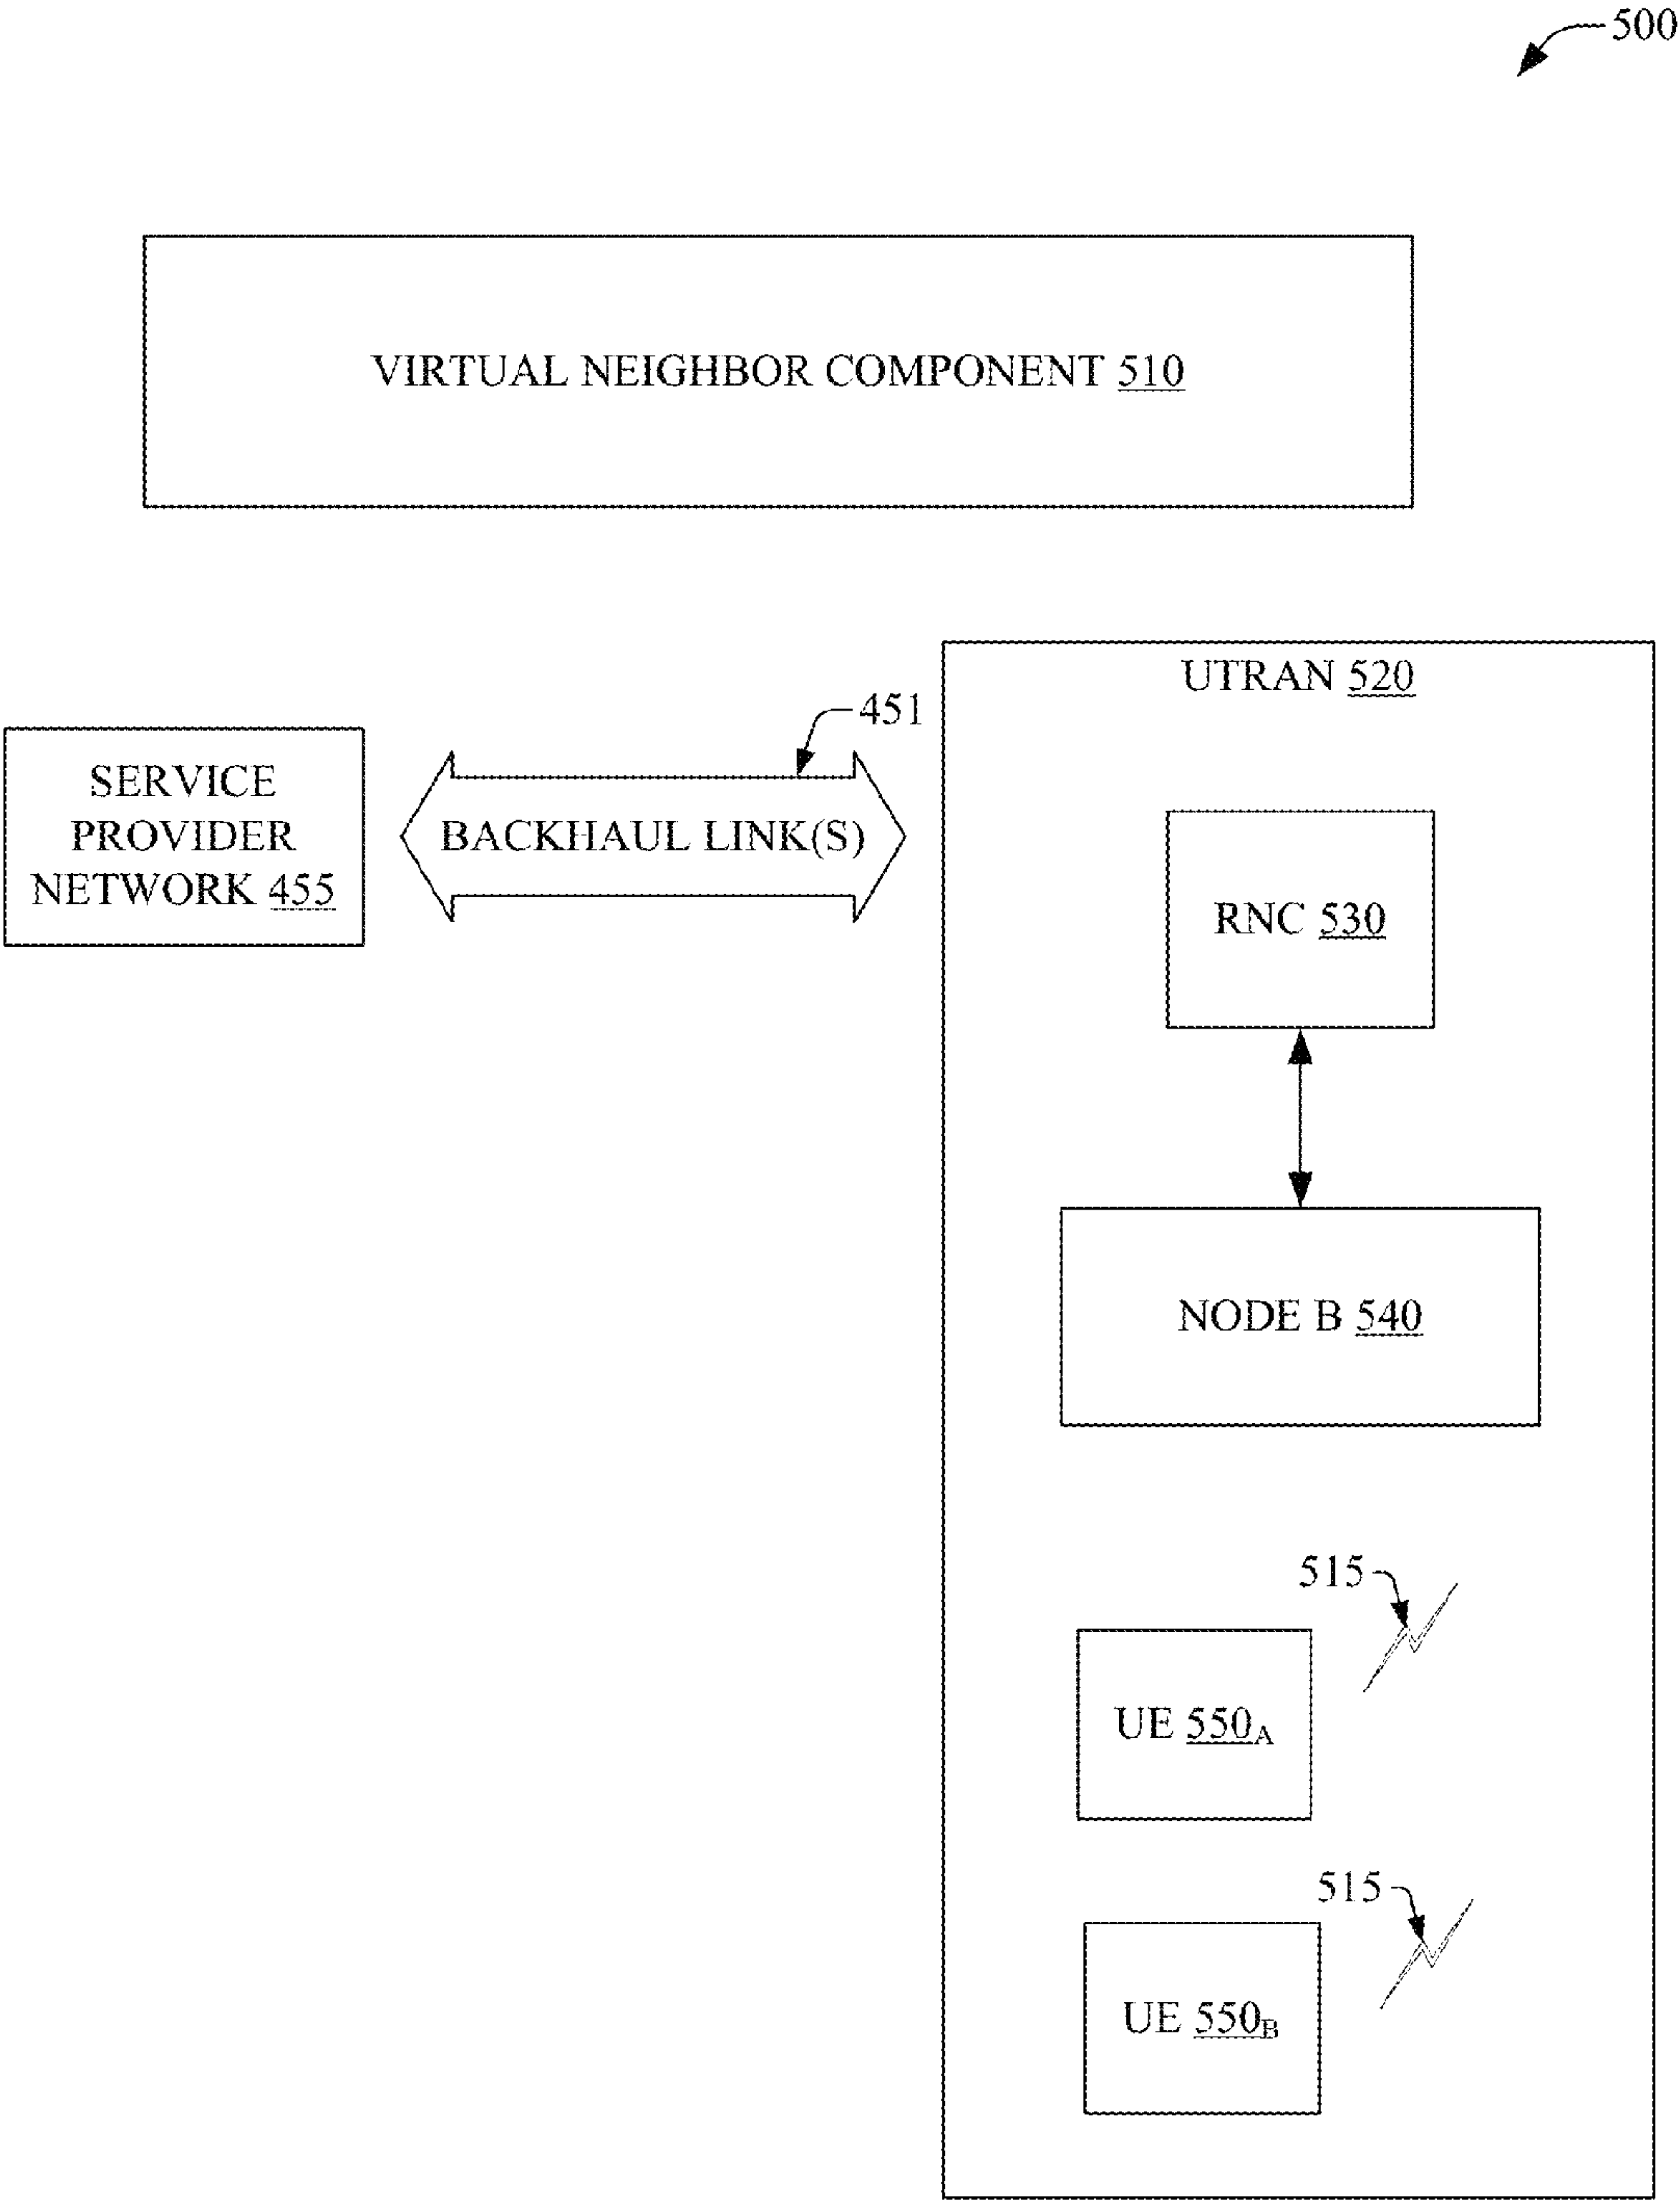 500
VIRTUAL NEIGHBOR COMPONENT 510
UTRAN 520
451
SERVICE
PROVIDER
NETWORK 455
BACKHAUL LINK(S)
RNC 530
NODE B 540
515
UE 550A
515
UE 550B